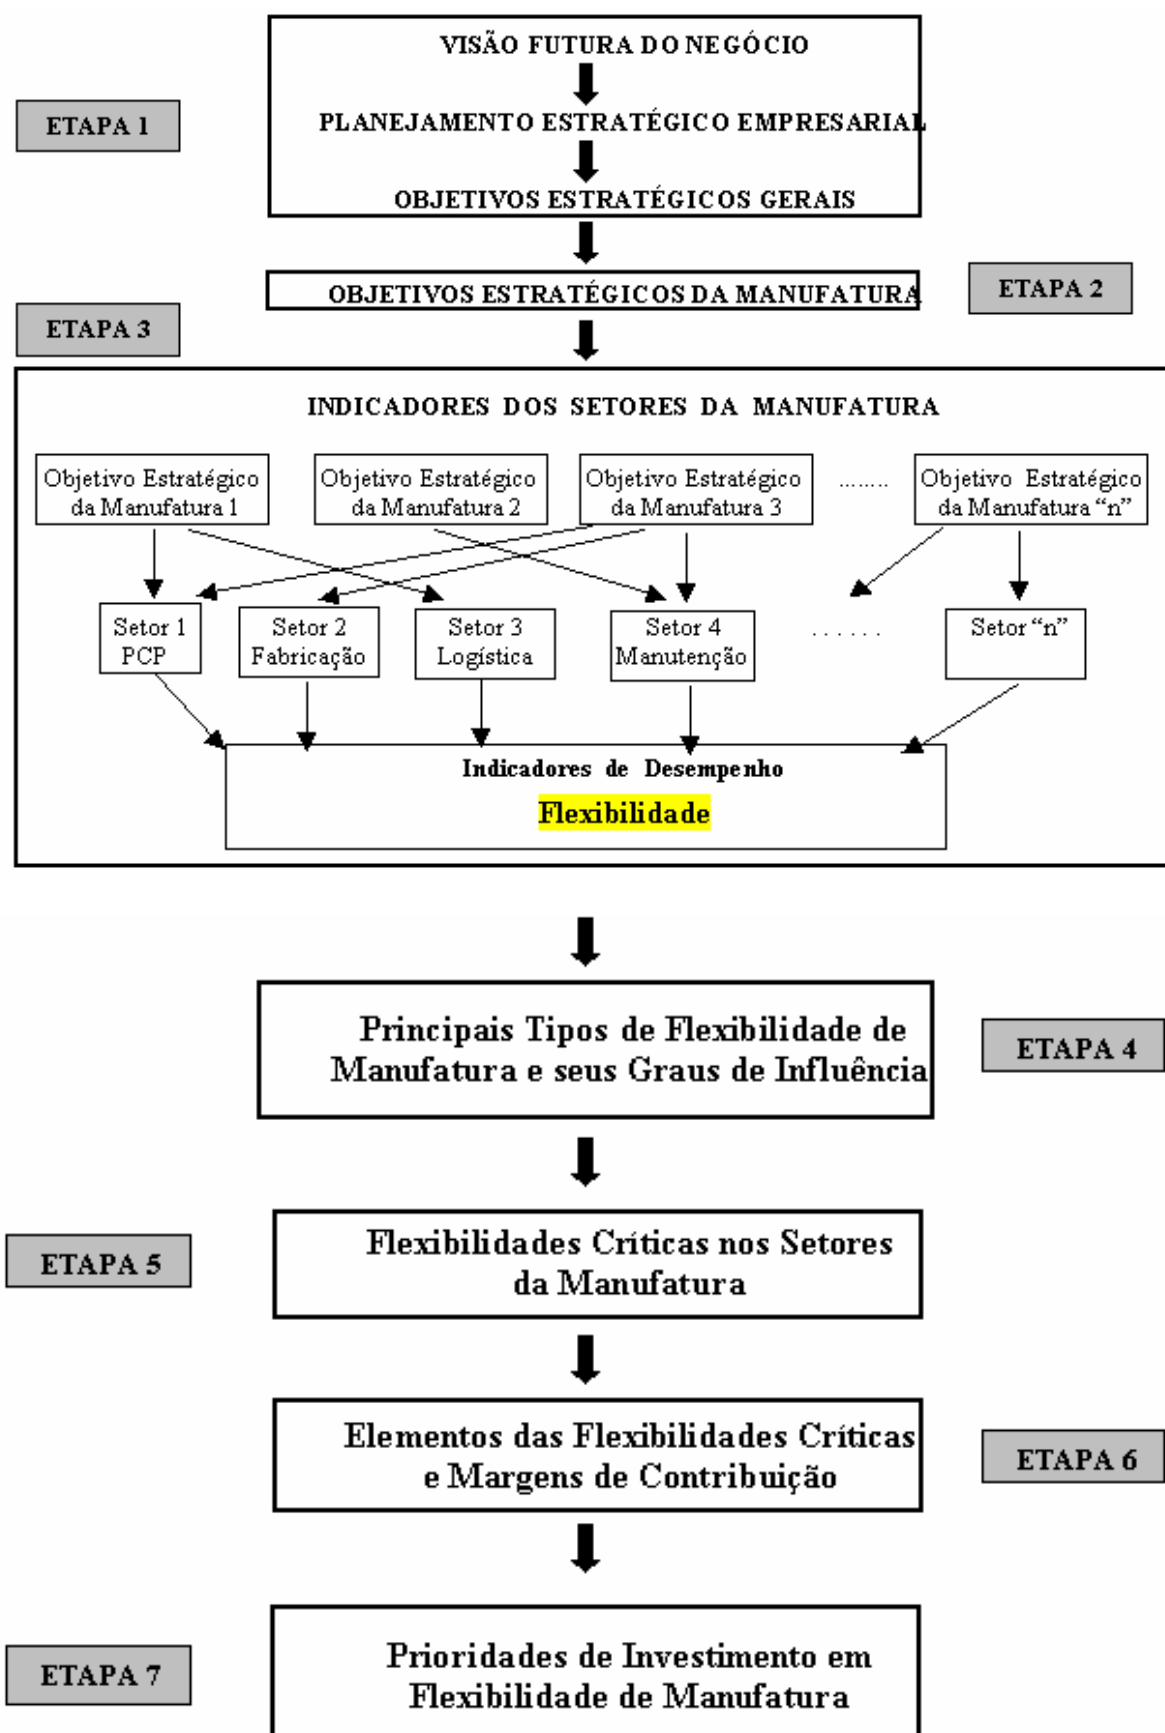 VISÃO FUTURA DO NEGÓCIO
ETAPA 1
PLANEJAMENTO ESTRATÉGICO EMPRESARIAL
OBJETIVOS ESTRATÉGICOS GERAIS
OBJETIVOS ESTRATÉGICOS DA MANUFATURA
ETAPA 2
ETAPA 3
INDICADORES DOS SETORES DA MANUFATURA
Objetivo Estratégico
da Manufatura 1
Objetivo Estratégico
da Manufatura 2
Objetivo Estratégico
da Manufatura 3
........
Objetivo Estratégico
da Manufatura “n”
Setor 1
PCP
Setor 2
Fabricação
Setor 3
Logística
Setor 4
Manutenção
. . . . . .
Setor “n”
Indicadores de Desempenho
Flexibilidade
Principais Tipos de Flexibilidade de
Manufatura e seus Graus de Influência
ETAPA 4
Flexibilidades Críticas nos Setores
da Manufatura
ETAPA 5
Elementos das Flexibilidades Críticas
e Margens de Contribuição
ETAPA 6
Prioridades de Investimento em
Flexibilidade de Manufatura
ETAPA 7